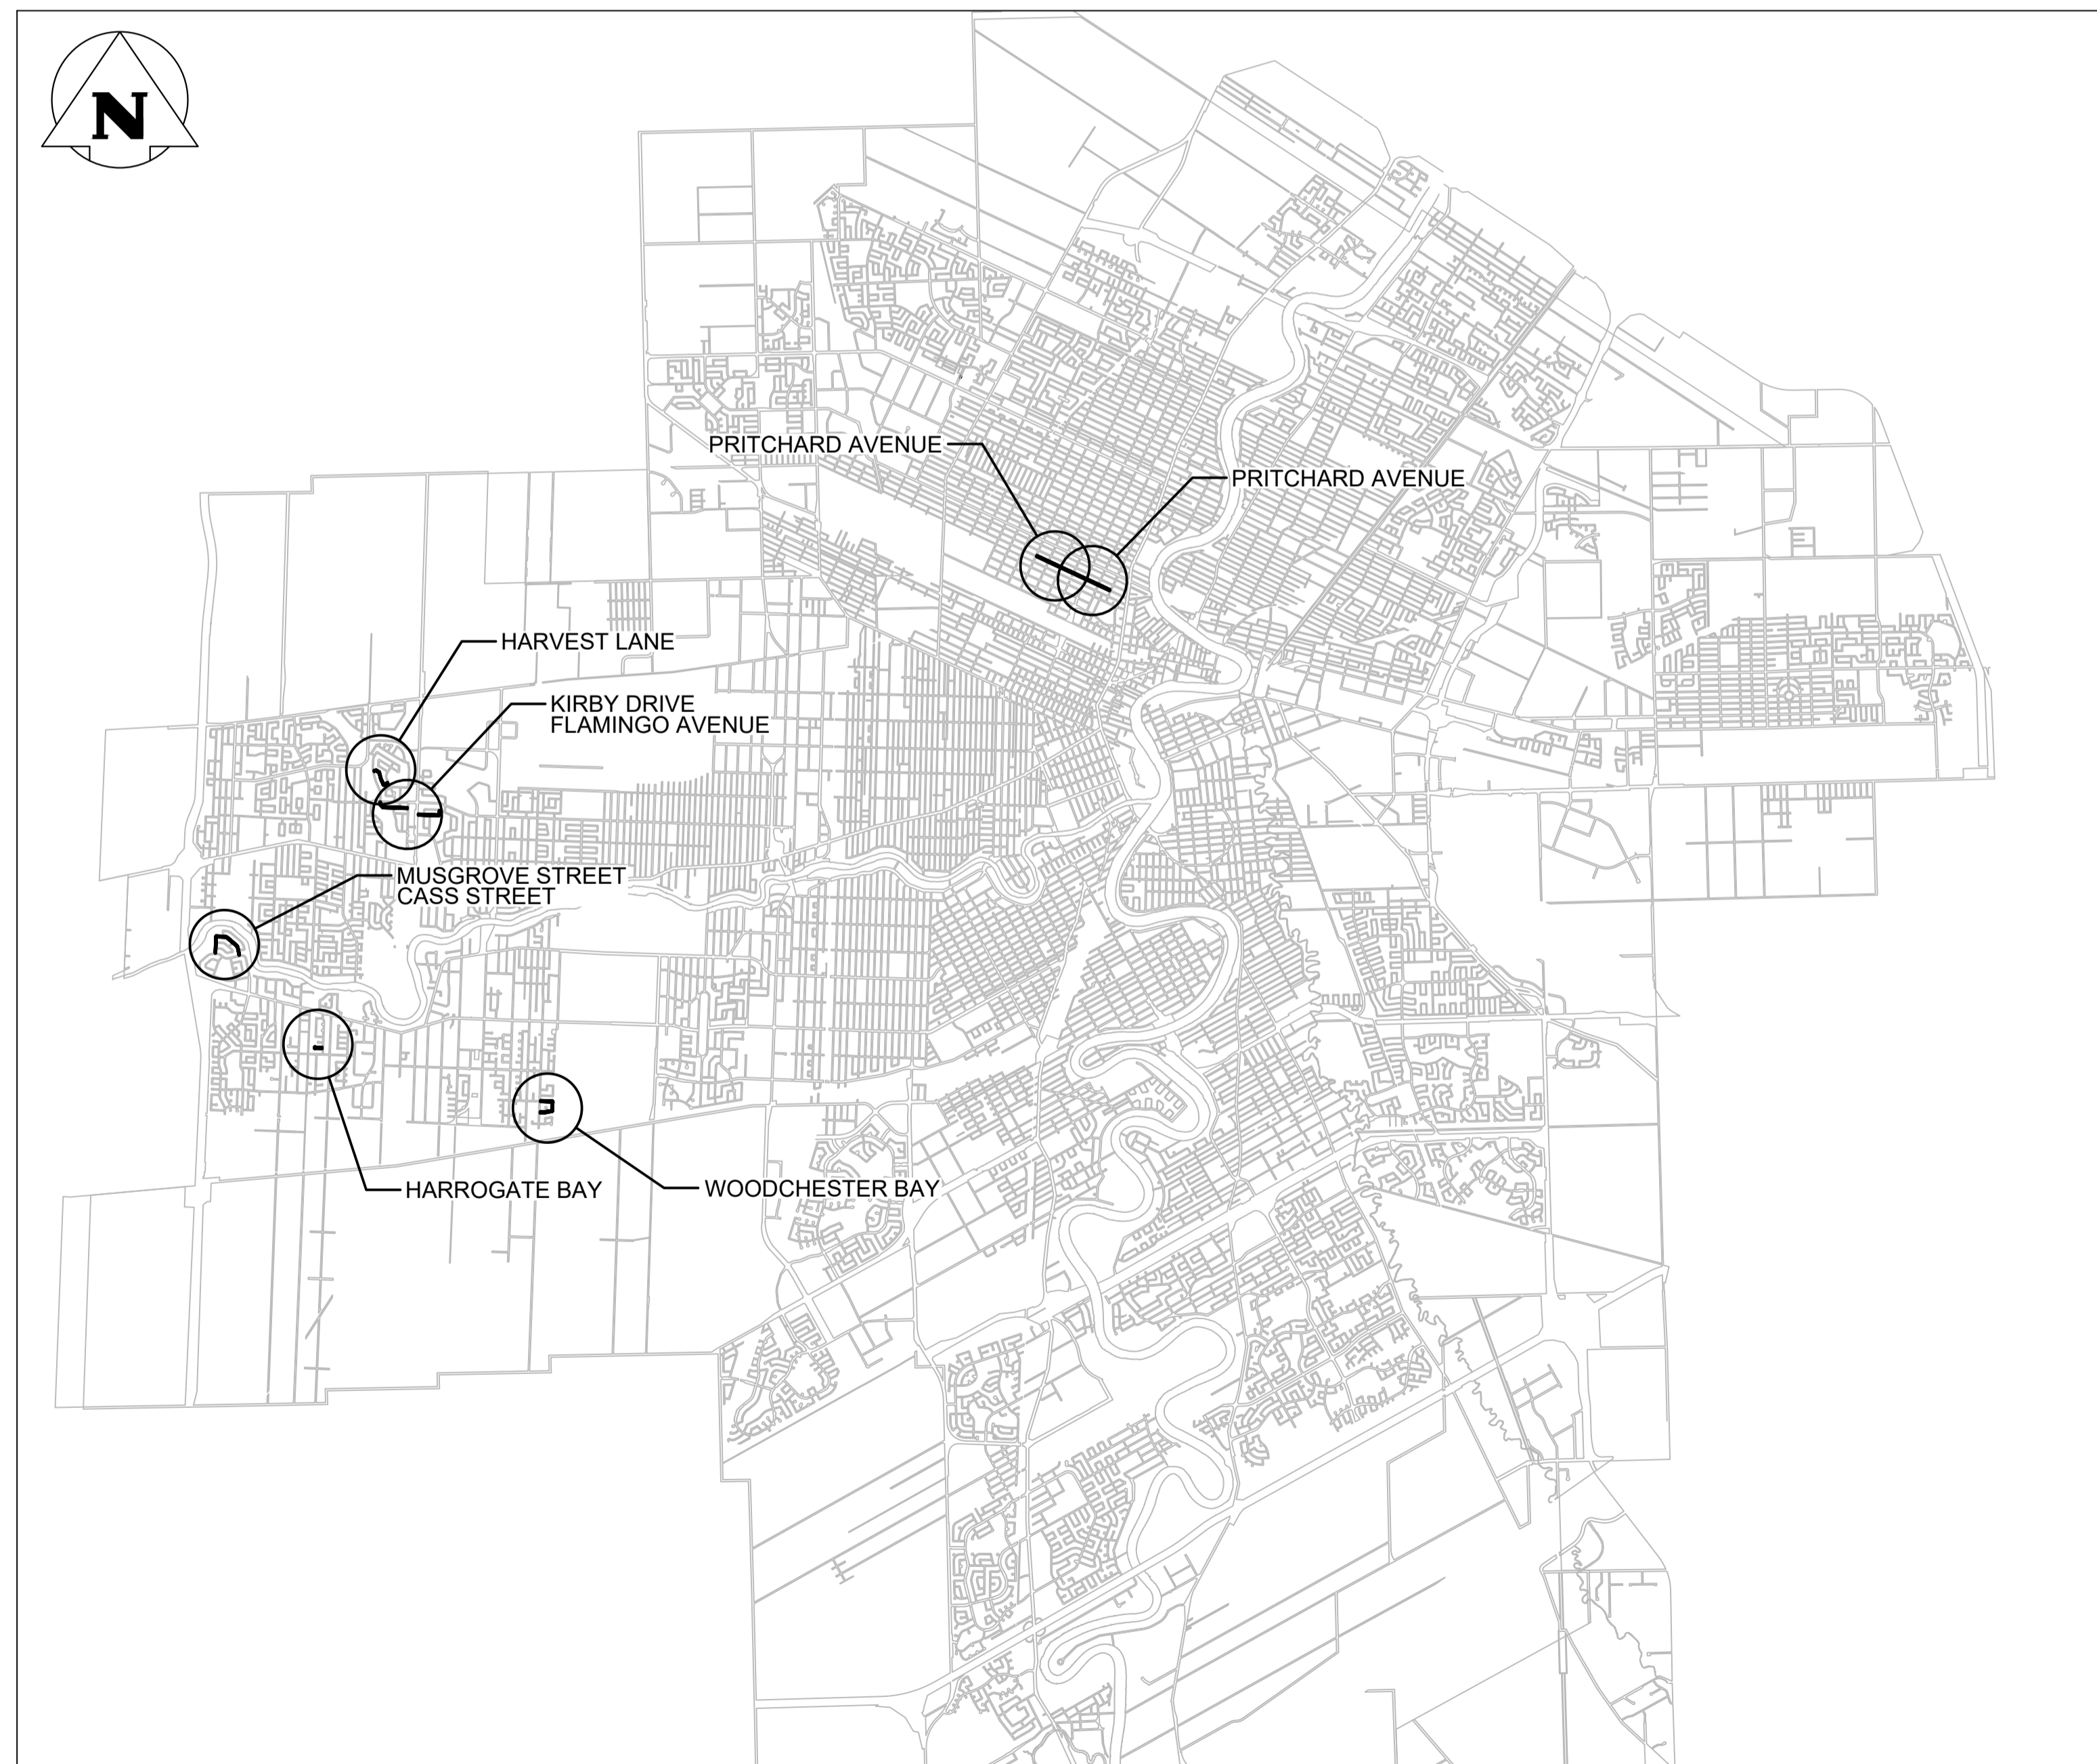 N
PRITCHARD AVENUE
PRITCHARD AVENUE
HARVEST LANE
KIRBY DRIVE
FLAMINGO AVENUE
MUSGROVE STREET
CASS STREET
HARROGATE BAY
WOODCHESTER BAY